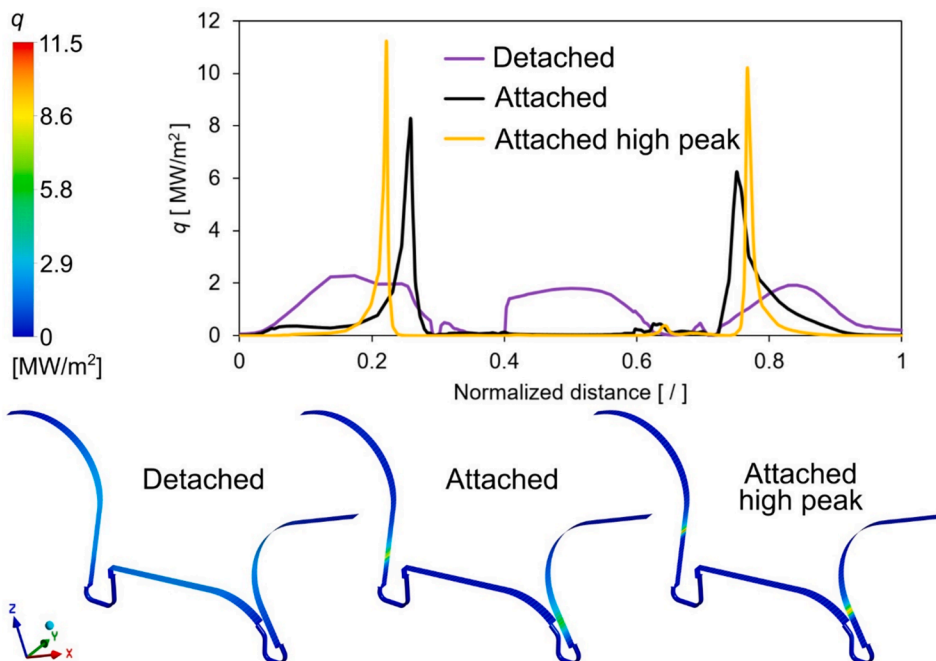 q
11.5
8.6
5.8
2.9
0
[MW/m²]
12
10
8
6
4
2
0
q [ MW/m²]
Detached
Attached
Attached high peak
0
0.2
0.4
0.6
0.8
1
Normalized distance [ / ]
Detached
Attached
Attached
high peak
Z
Y
X